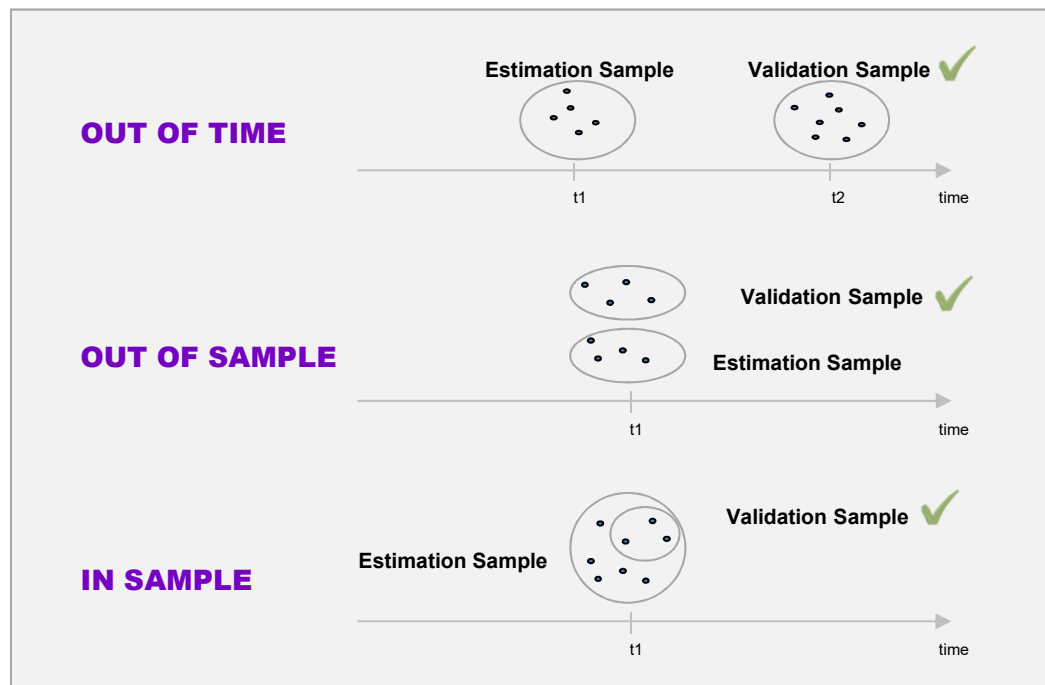 Estimation Sample
Validation Sample
OUT OF TIME
t1
t2
time
Validation Sample
OUT OF SAMPLE
Estimation Sample
t1
time
Validation Sample
Estimation Sample
IN SAMPLE
t1
time